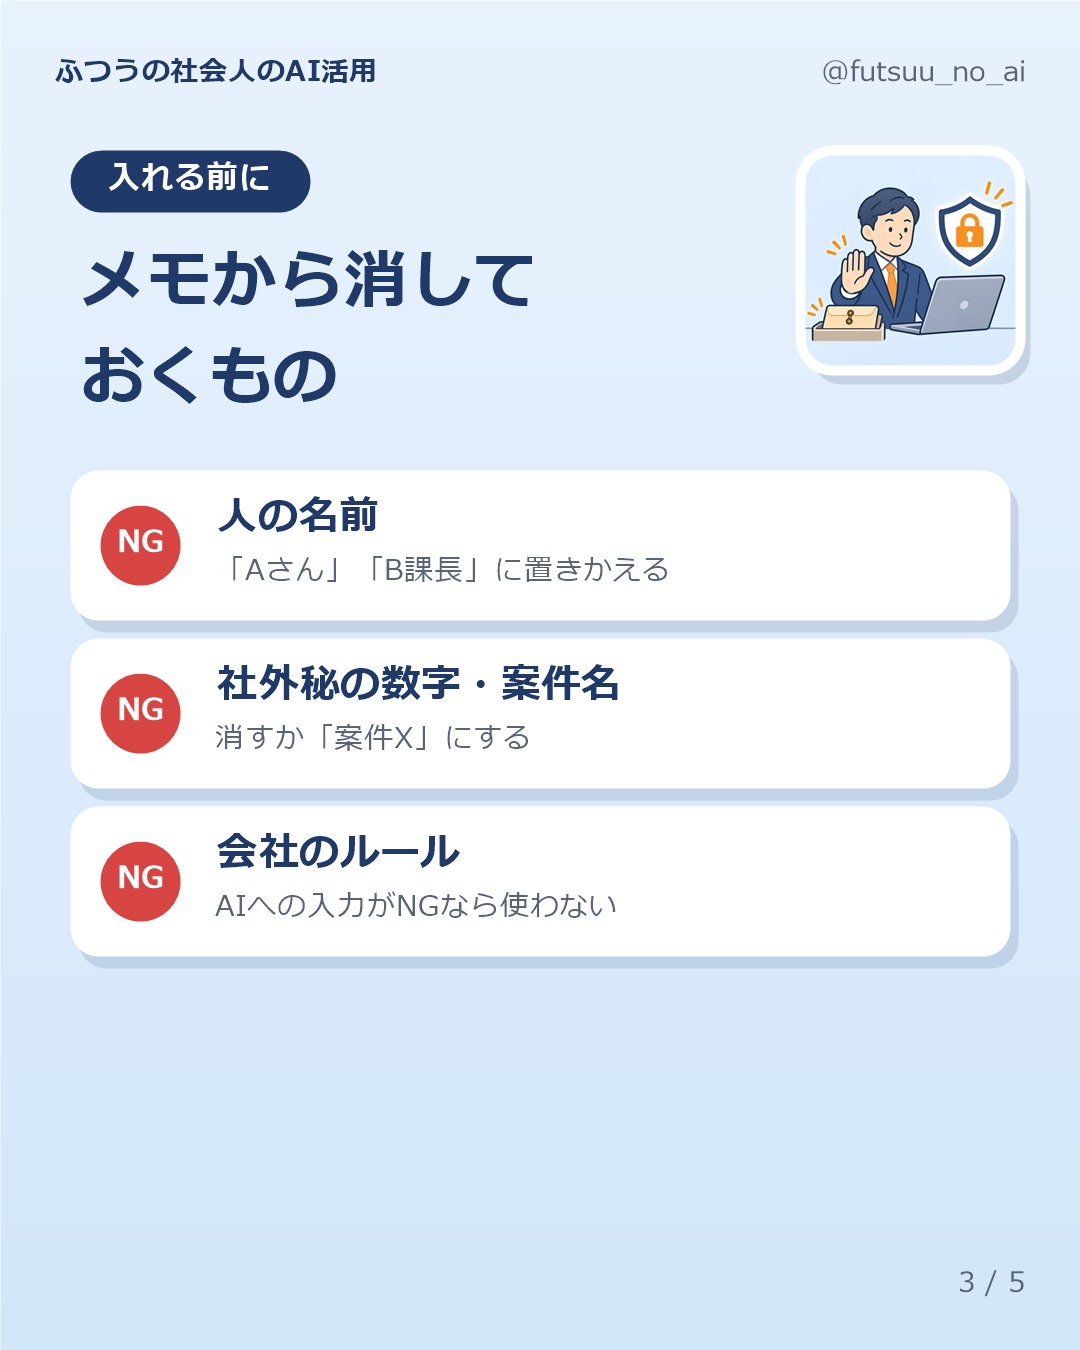 ふつうの社会人のAI活用
@futsuu_no_ai
入れる前に
メモから消して
おくもの
NG
人の名前
「Aさん」「B課長」に置きかえる
NG
社外秘の数字・案件名
消すか「案件X」にする
NG
会社のルール
AIへの入力がNGなら使わない
3 / 5